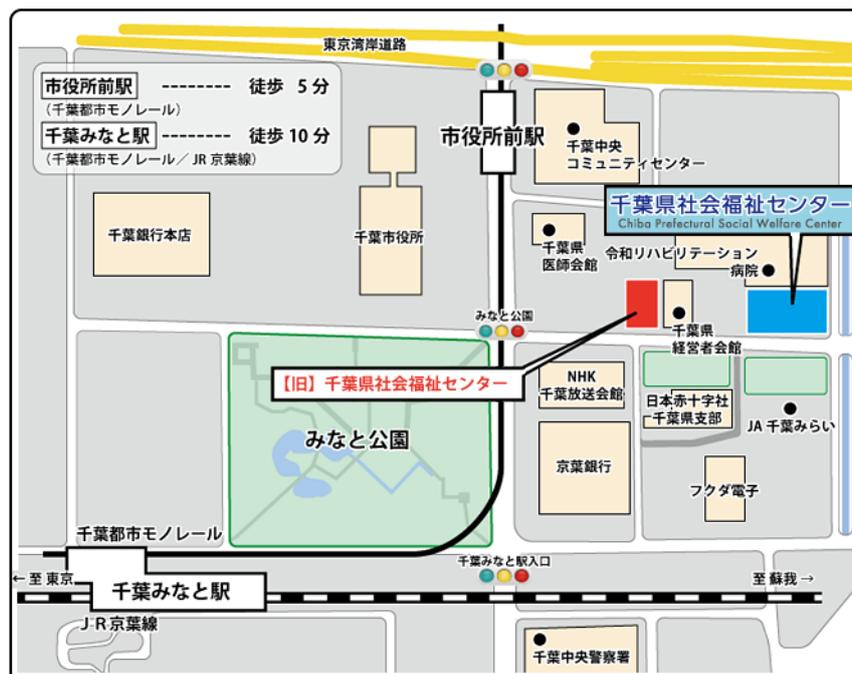 東京湾岸道路
市役所前駅 -------- 徒歩 5 分
(千葉都市モノレール)
千葉みなと駅 -------- 徒歩 10 分
(千葉都市モノレール／ JR 京葉線)
市役所前駅
千葉中央
コミュニティセンター
千葉県社会福祉センター
Chiba Prefectural Social Welfare Center
千葉銀行本店
千葉市役所
千葉県
医師会館
令和リハビリテーション
病院
みなと公園
千葉県
経営者会館
【旧】千葉県社会福祉センター
NHK
千葉放送会館
日本赤十字社
千葉県支部
JA 千葉みらい
みなと公園
京葉銀行
フクダ電子
千葉都市モノレール
千葉みなと駅入口
← 至 東京
千葉みなと駅
至 蘇我 →
ＪＲ京葉線
千葉中央警察署